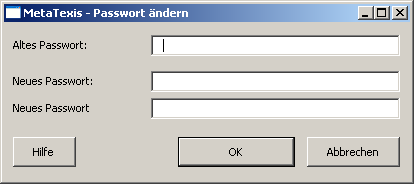 MetaTexis - Passwort ändern
Altes Passwort:
Neues Passwort:
Neues Passwort
Hilfe OK Abbrechen